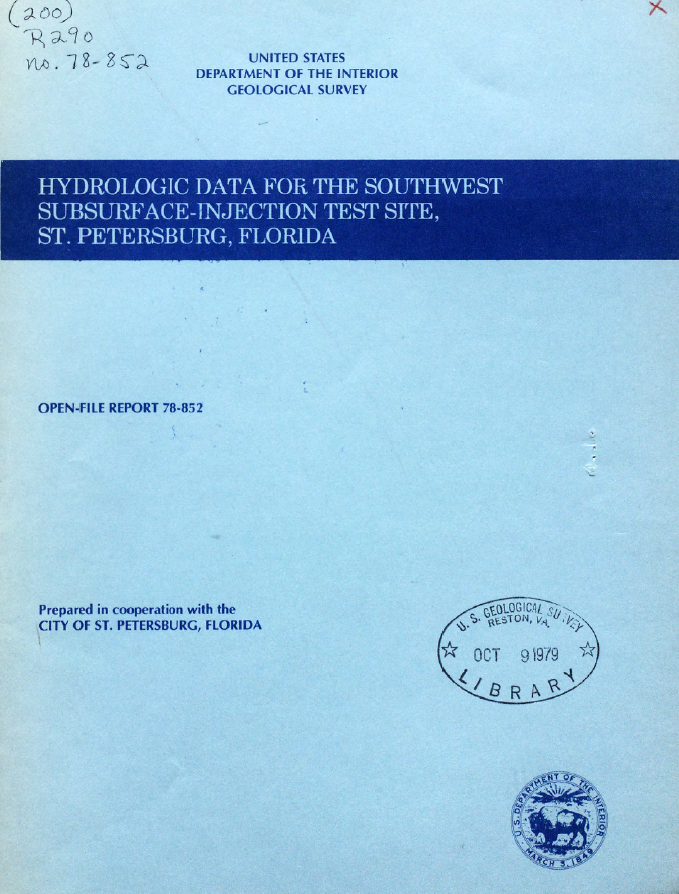 (200)
R290
no. 78-852
UNITED STATES
DEPARTMENT OF THE INTERIOR
GEOLOGICAL SURVEY
HYDROLOGIC DATA FOR THE SOUTHWEST
SUBSURFACE-INJECTION TEST SITE,
ST. PETERSBURG, FLORIDA
OPEN-FILE REPORT 78-852
Prepared in cooperation with the
CITY OF ST. PETERSBURG, FLORIDA
U. S. GEOLOGICAL SURVEY
RESTON, VA.
OCT 9 1979
LIBRARY
U.S. DEPARTMENT OF THE INTERIOR
MARCH 3, 1849